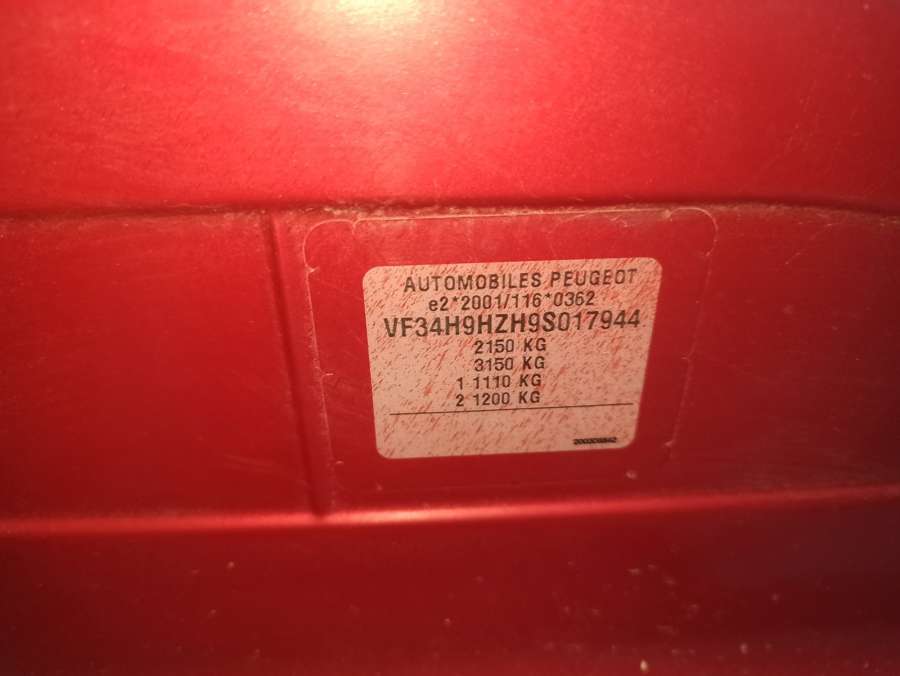 AUTOMOBILES PEUGEOT
e2*2001/116*0362
VF34H9HZH9S017944
2150 KG
3150 KG
1 1110 KG
2 1200 KG